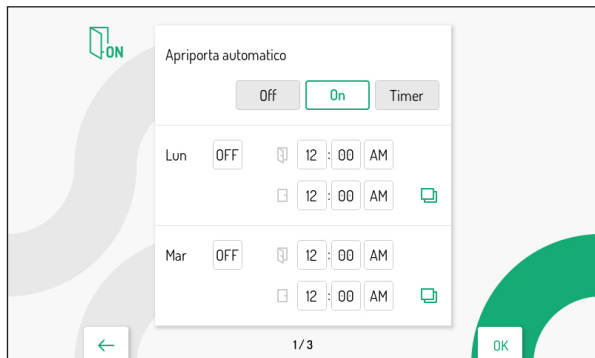 ON
Apriporta automatico
Off On Timer
Lun OFF 12 : 00 AM
12 : 00 AM
Mar OFF 12 : 00 AM
12 : 00 AM
1/3
OK